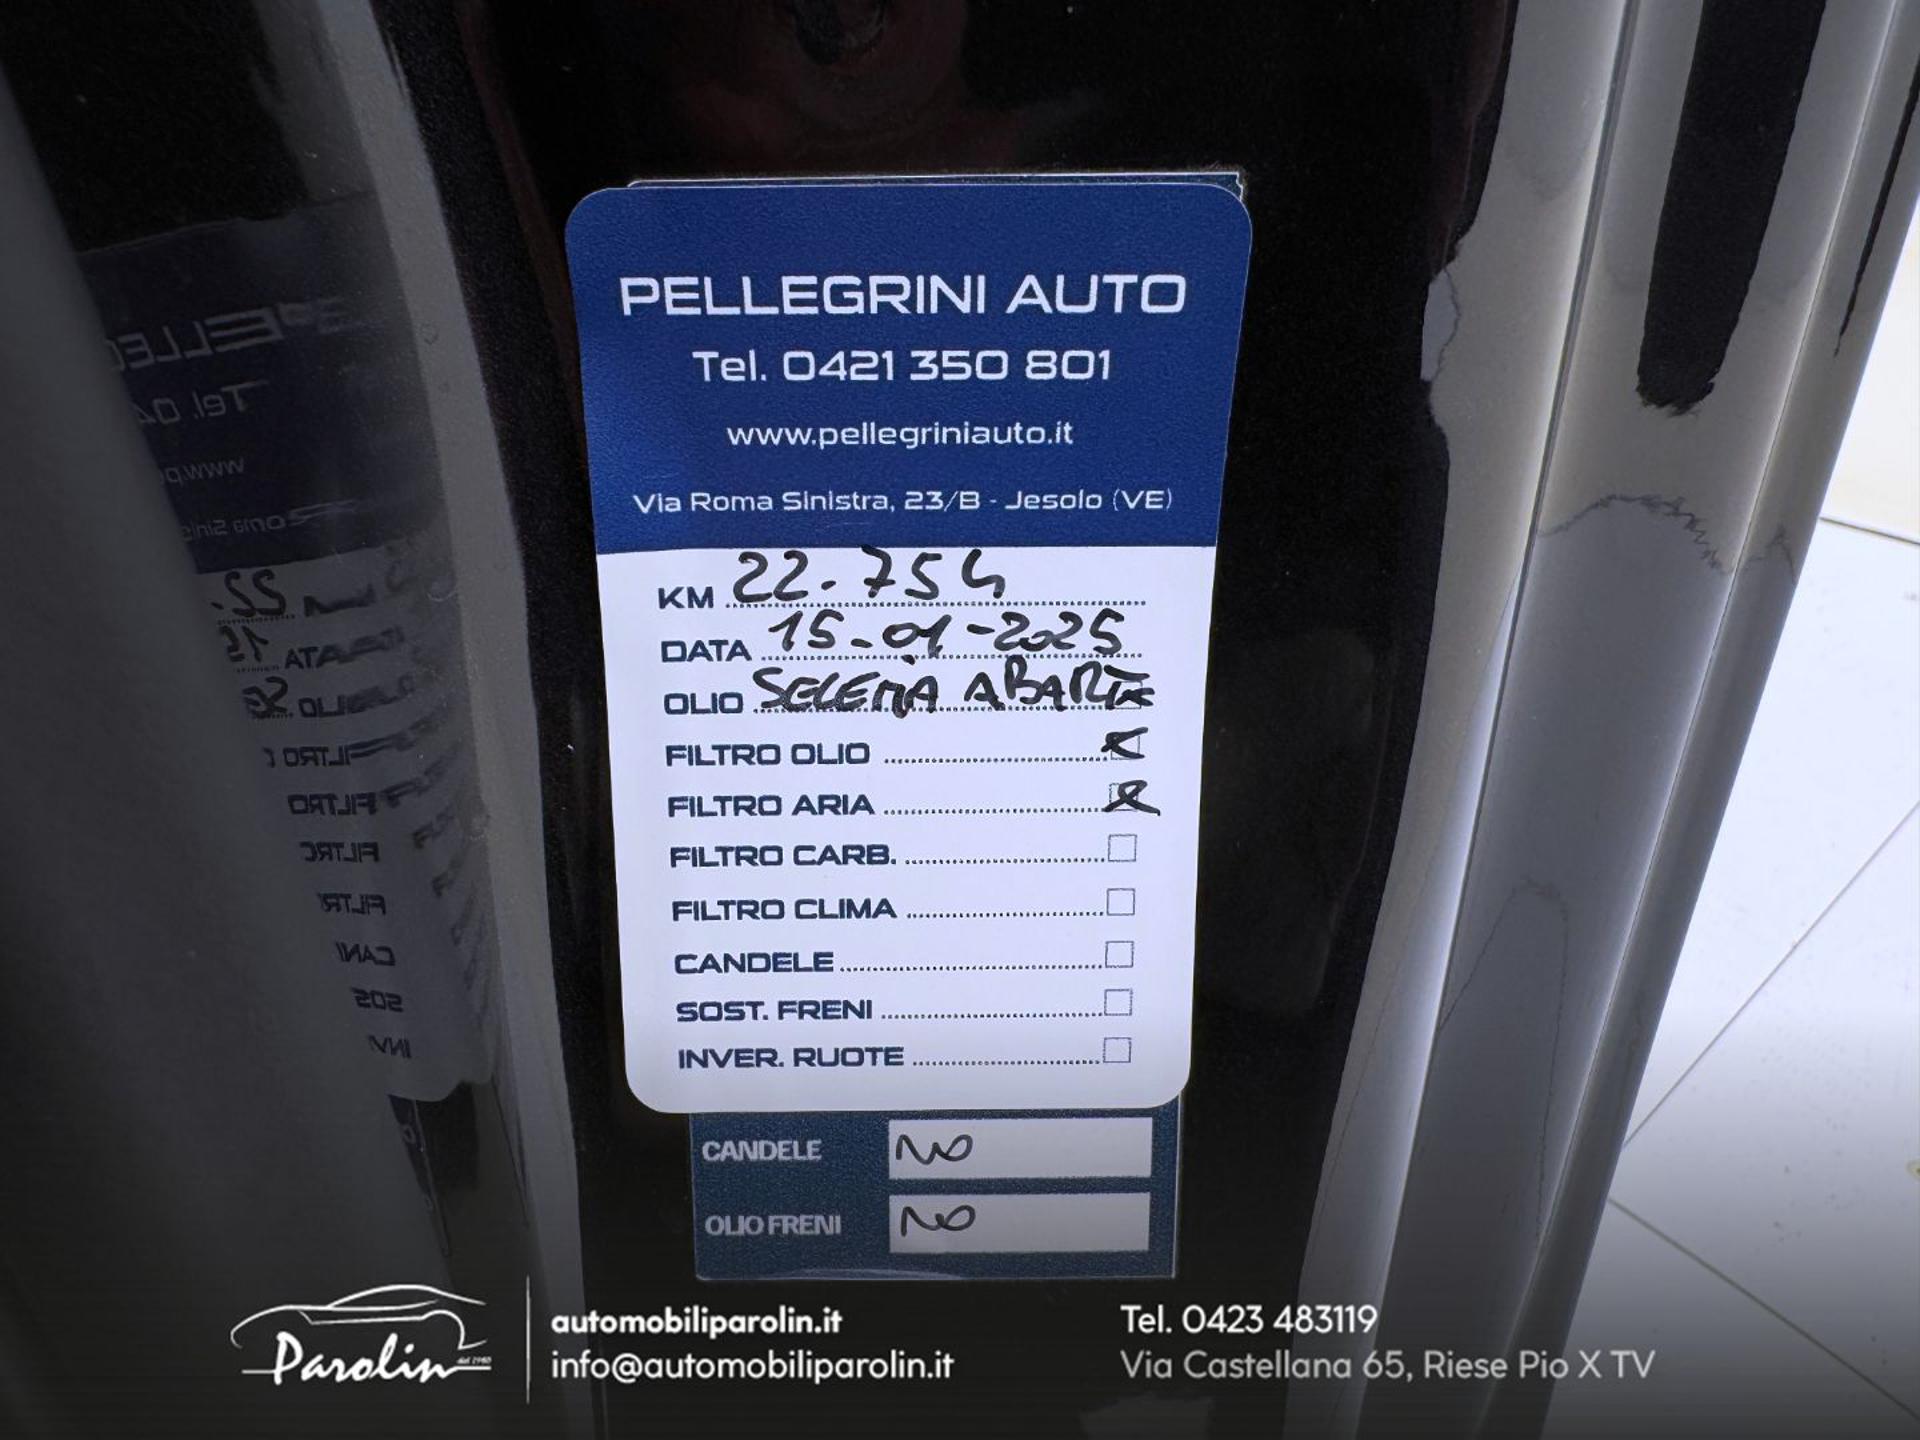 PELLEGRINI AUTO
Tel. 0421 350 801
www.pellegriniauto.it
Via Roma Sinistra, 23/B - Jesolo (VE)
KM 22.754
DATA 15-01-2025
OLIO SELENIA ABARTH
FILTRO OLIO
FILTRO ARIA
FILTRO CARB.
FILTRO CLIMA
CANDELE
SOST. FRENI
INVER. RUOTE
CANDELE NO
OLIO FRENI NO
Parolin dal 1960
automobiliparolin.it
info@automobiliparolin.it
Tel. 0423 483119
Via Castellana 65, Riese Pio X TV